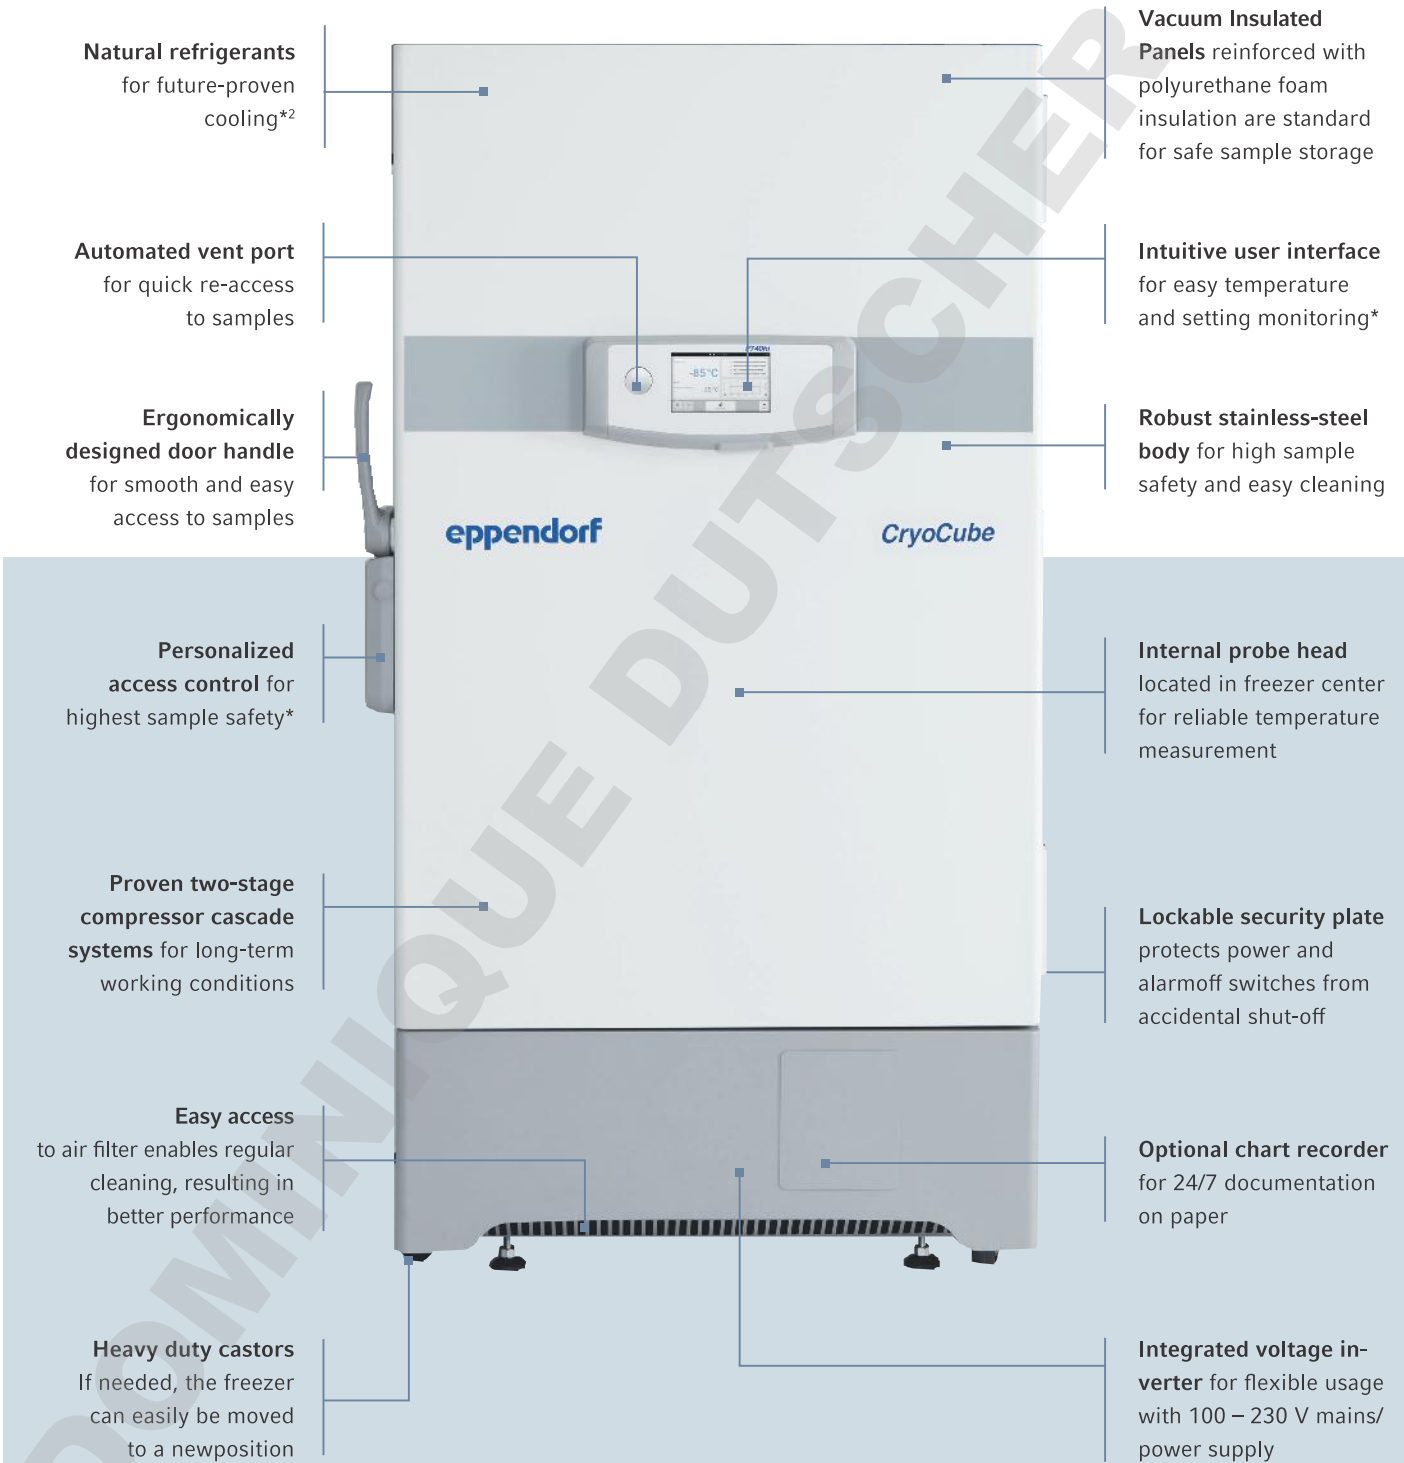 Natural refrigerants
for future-proven
cooling*2
Automated vent port
for quick re-access
to samples
Ergonomically
designed door handle
for smooth and easy
access to samples
Personalized
access control for
highest sample safety*
Proven two-stage
compressor cascade
systems for long-term
working conditions
Easy access
to air filter enables regular
cleaning, resulting in
better performance
Heavy duty castors
If needed, the freezer
can easily be moved
to a newposition
-85°C
eppendorf
CryoCube
DOMINIQUE DUTSCHER
Vacuum Insulated
Panels reinforced with
polyurethane foam
insulation are standard
for safe sample storage
Intuitive user interface
for easy temperature
and setting monitoring*
Robust stainless-steel
body for high sample
safety and easy cleaning
Internal probe head
located in freezer center
for reliable temperature
measurement
Lockable security plate
protects power and
alarmoff switches from
accidental shut-off
Optional chart recorder
for 24/7 documentation
on paper
Integrated voltage in-
verter for flexible usage
with 100 – 230 V mains/
power supply